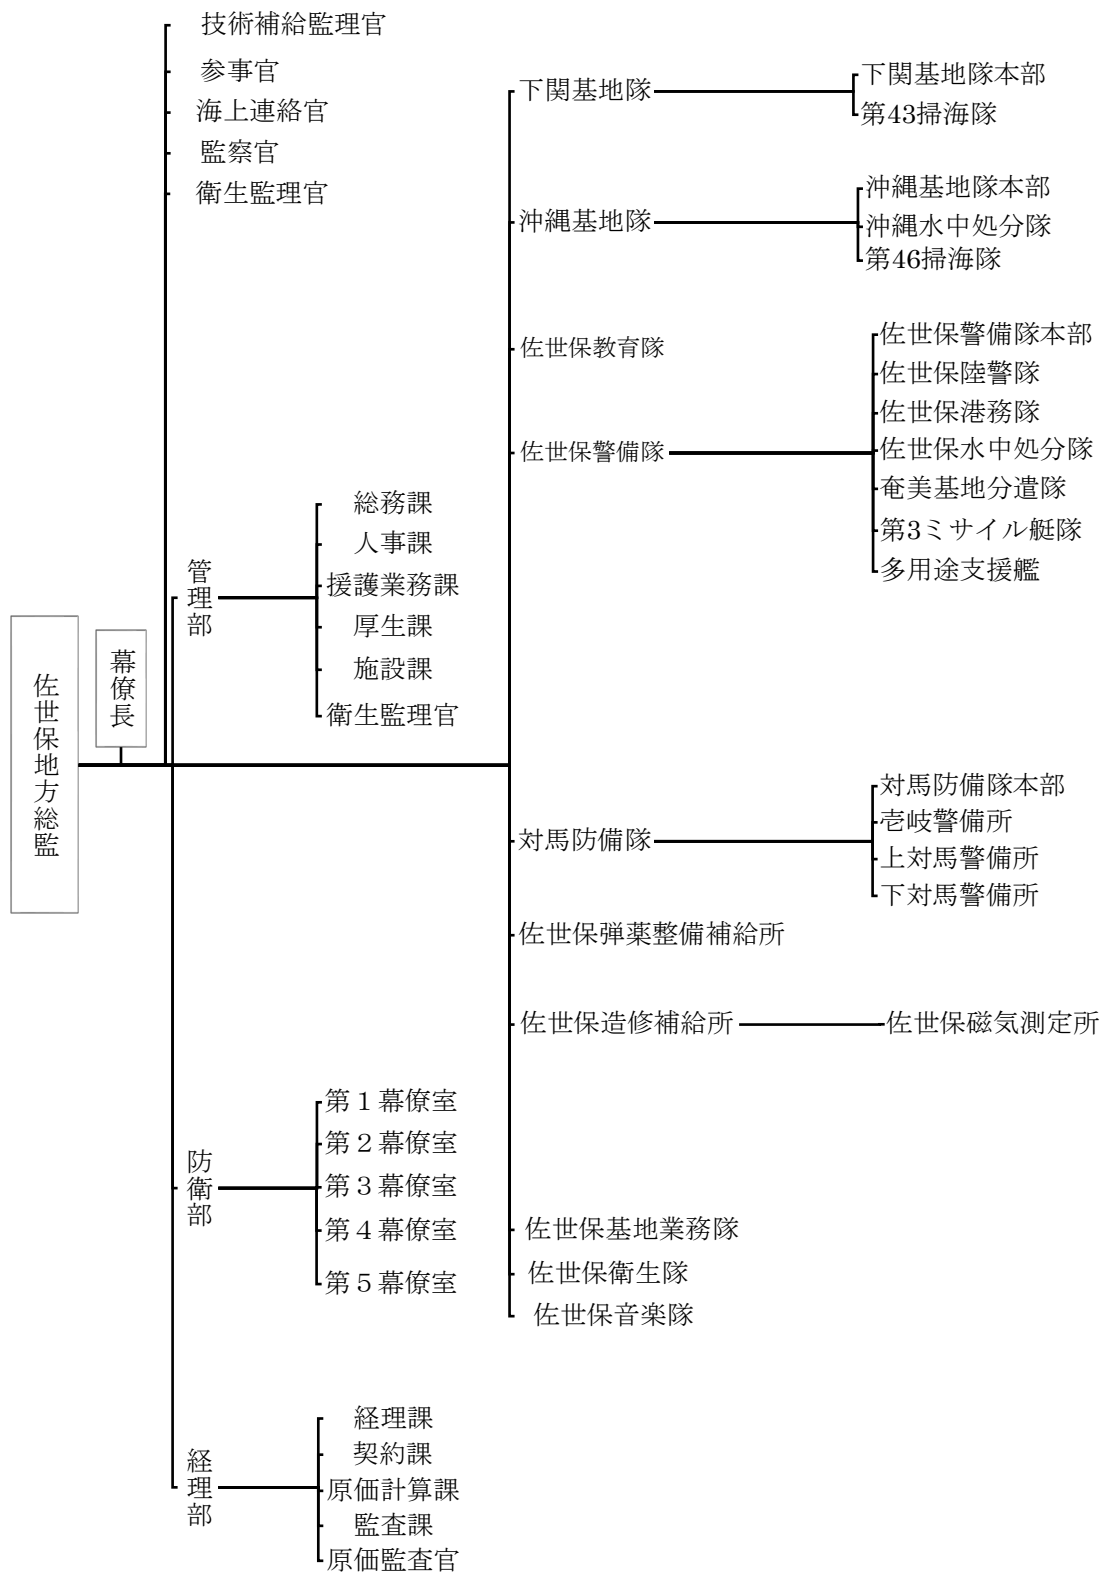 佐世保地方総監
幕僚長
技術補給監理官
参事官
海上連絡官
監察官
衛生監理官
管理部
総務課
人事課
援護業務課
厚生課
施設課
衛生監理官
防衛部
第１幕僚室
第２幕僚室
第３幕僚室
第４幕僚室
第５幕僚室
経理部
経理課
契約課
原価計算課
監査課
原価監査官
下関基地隊
下関基地隊本部
第43掃海隊
沖縄基地隊
沖縄基地隊本部
沖縄水中処分隊
第46掃海隊
佐世保教育隊
佐世保警備隊
佐世保警備隊本部
佐世保陸警隊
佐世保港務隊
佐世保水中処分隊
奄美基地分遣隊
第3ミサイル艇隊
多用途支援艦
対馬防備隊
対馬防備隊本部
壱岐警備所
上対馬警備所
下対馬警備所
佐世保弾薬整備補給所
佐世保造修補給所
佐世保磁気測定所
佐世保基地業務隊
佐世保衛生隊
佐世保音楽隊